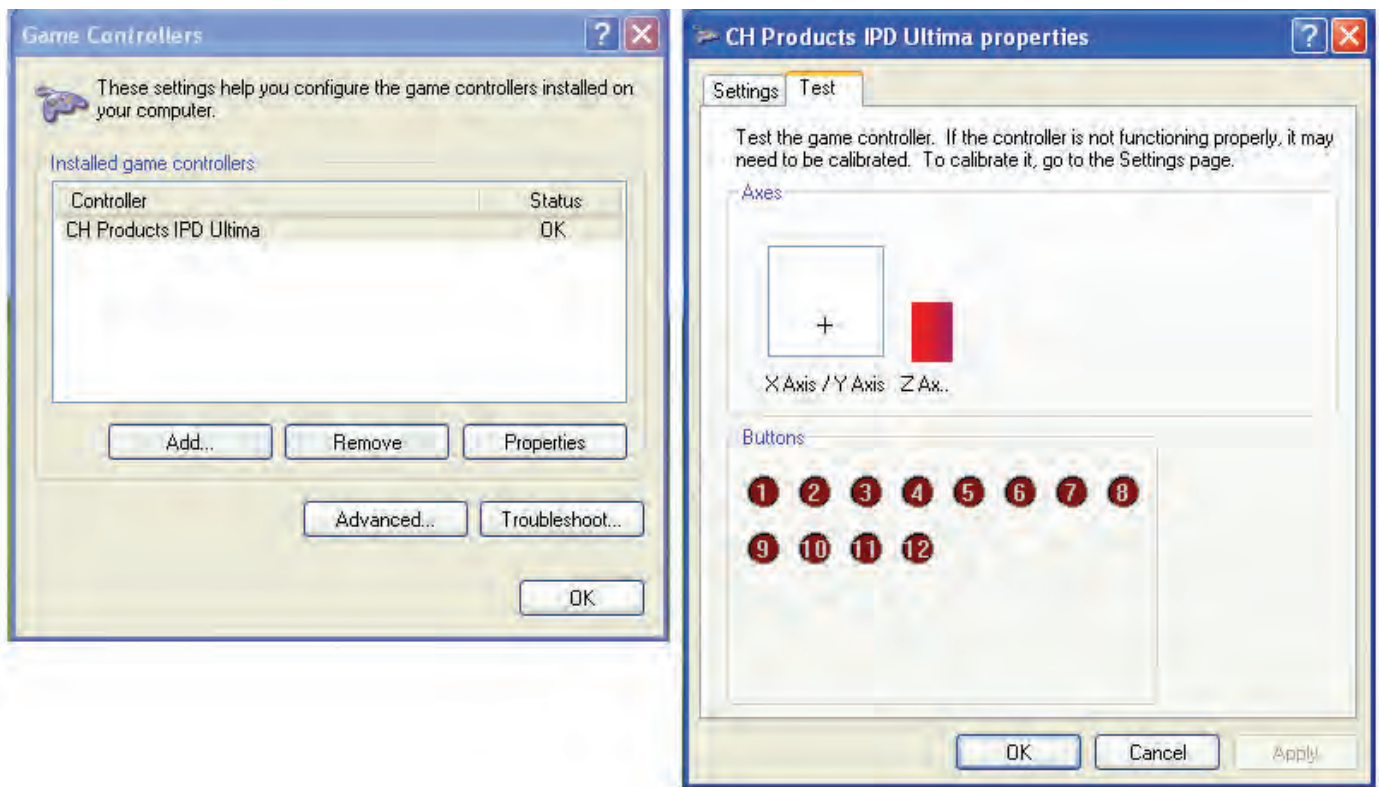 Game Controllers
These settings help you configure the game controllers installed on
your computer.
Installed game controllers
Controller Status
CH Products IPD Ultima OK
Add... Remove Properties
Advanced... Troubleshoot...
OK
CH Products IPD Ultima properties
Settings Test
Test the game controller. If the controller is not functioning properly, it may
need to be calibrated. To calibrate it, go to the Settings page.
Axes
X Axis / Y Axis Z Ax..
Buttons
1 2 3 4 5 6 7 8
9 10 11 12
OK Cancel Apply